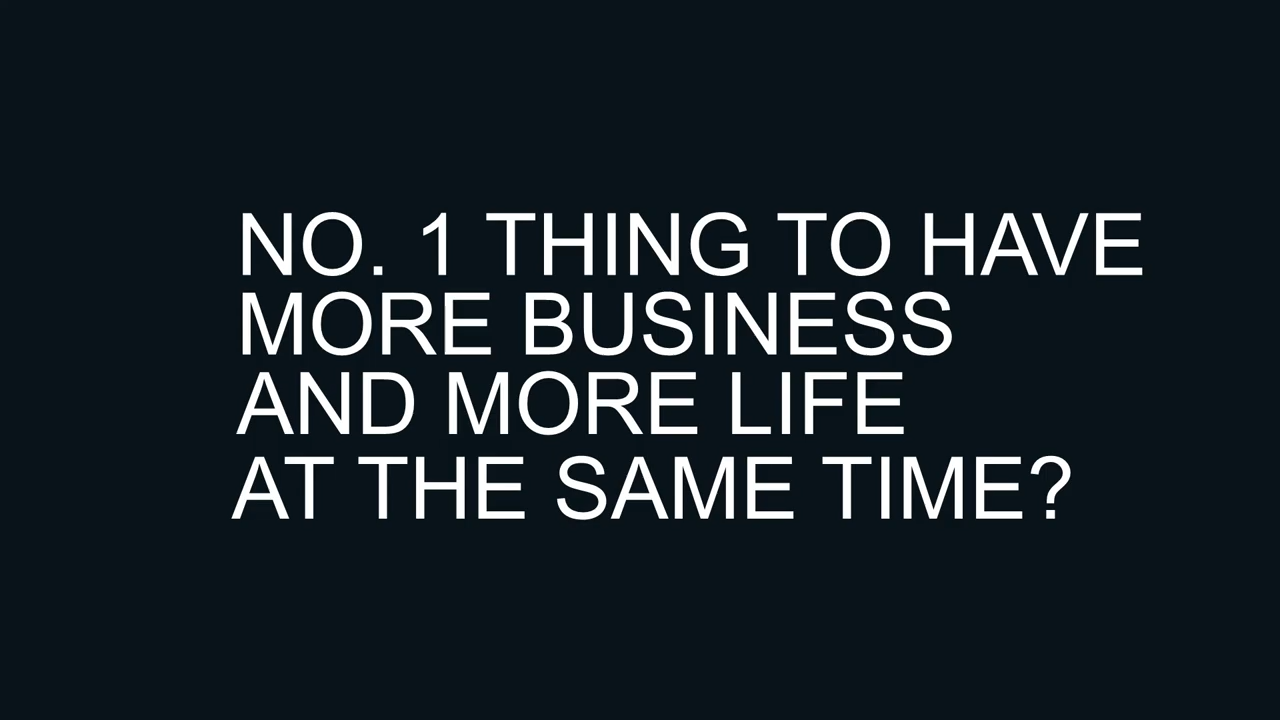 NO. 1 THING TO HAVE
MORE BUSINESS
AND MORE LIFE
AT THE SAME TIME?